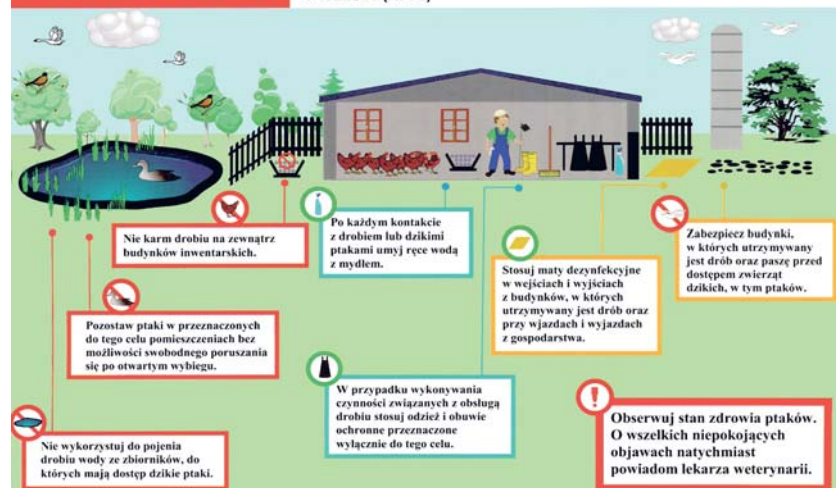 Nie karm drobiu na zewnątrz
budynków inwentarskich.
Po każdym kontakcie
z drobiem lub dzikimi
ptakami umyj ręce wodą
z mydłem.
Zabezpiecz budynki,
w których utrzymywany
jest drób oraz paszę przed
dostępem zwierząt
dzikich, w tym ptaków.
Stosuj maty dezynfekcyjne
w wejściach i wyjściach
z budynków, w których
utrzymywany jest drób oraz
przy wjazdach i wyjazdach
z gospodarstwa.
Pozostaw ptaki w przeznaczonych
do tego celu pomieszczeniach bez
możliwości swobodnego poruszania
się po otwartym wybiegu.
W przypadku wykonywania
czynności związanych z obsługą
drobiu stosuj odzież i obuwie
ochronne przeznaczone
wyłącznie do tego celu.
Nie wykorzystuj do pojenia
drobiu wody ze zbiorników, do
których mają dostęp dzikie ptaki.
Obserwuj stan zdrowia ptaków.
O wszelkich niepokojących
objawach natychmiast
powiadom lekarza weterynarii.